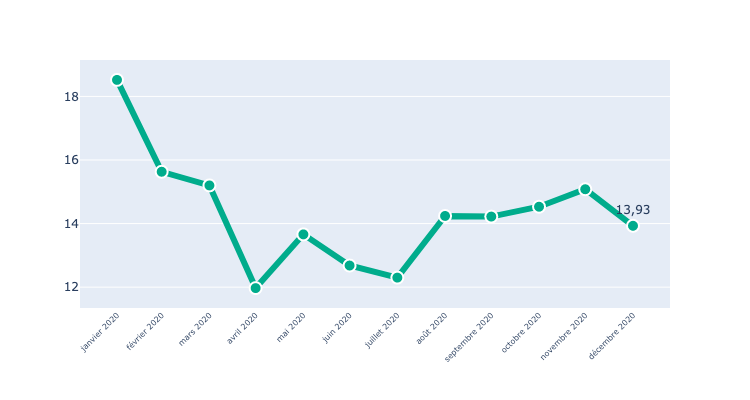 18
16
14
12
13,93
janvier 2020
février 2020
mars 2020
avril 2020
mai 2020
juin 2020
juillet 2020
août 2020
septembre 2020
octobre 2020
novembre 2020
décembre 2020